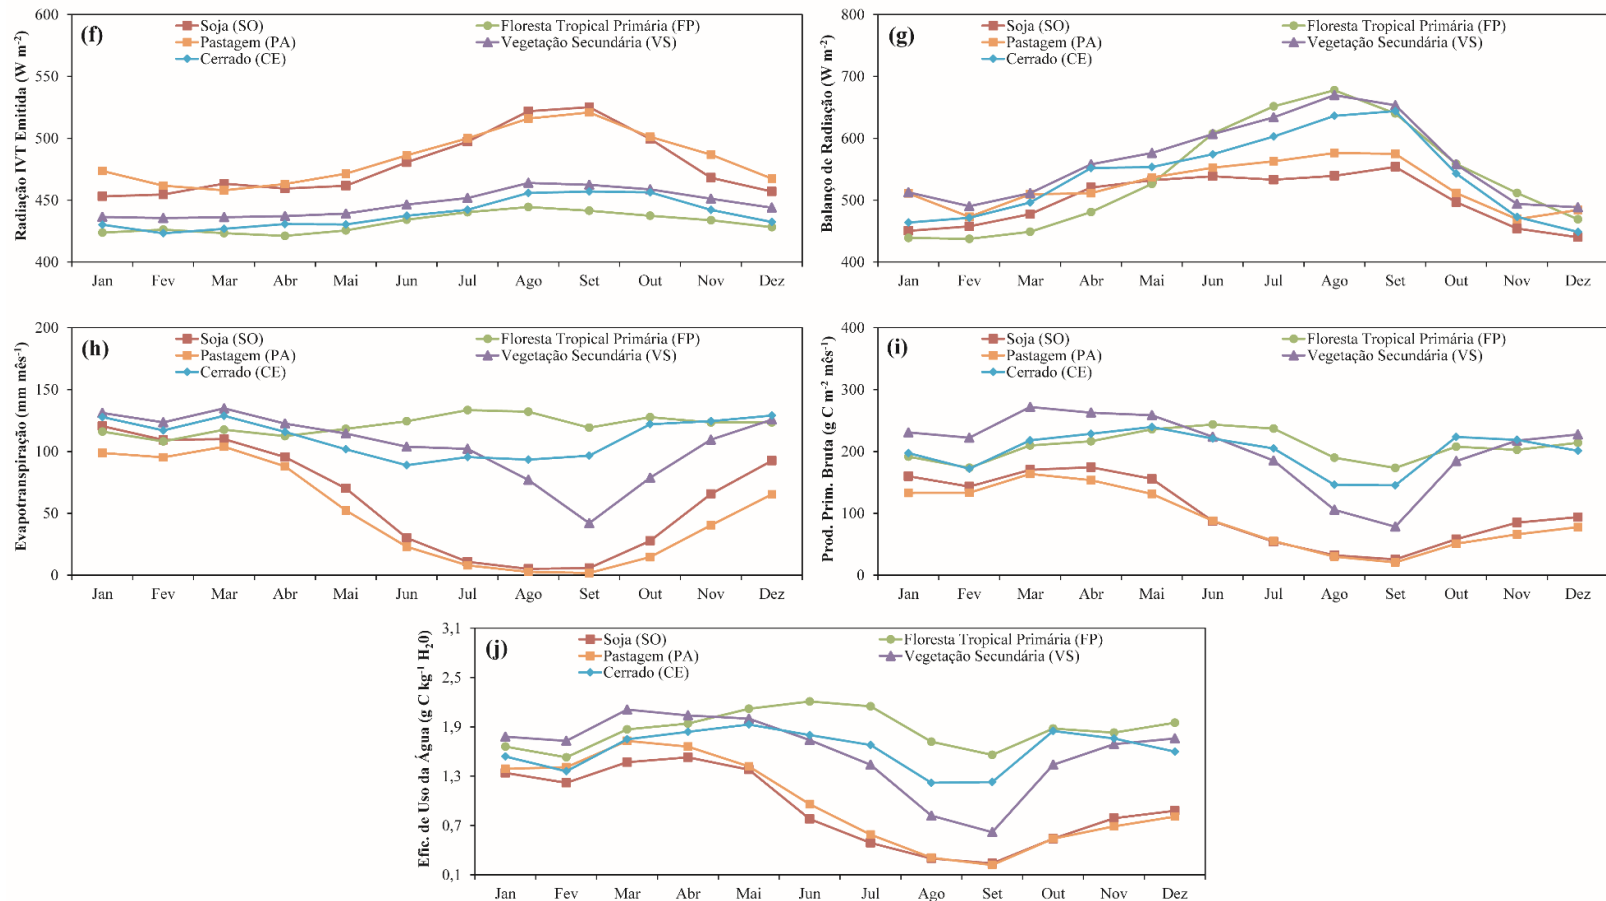 (f)
Radiação IVT Emitida (W m⁻²)
600
550
500
450
400
Soja (SO)
Pastagem (PA)
Cerrado (CE)
Floresta Tropical Primária (FP)
Vegetação Secundária (VS)
Jan Fev Mar Abr Mai Jun Jul Ago Set Out Nov Dez
(g)
Balanço de Radiação (W m⁻²)
800
700
600
500
400
Soja (SO)
Pastagem (PA)
Cerrado (CE)
Floresta Tropical Primária (FP)
Vegetação Secundária (VS)
Jan Fev Mar Abr Mai Jun Jul Ago Set Out Nov Dez
(h)
Evapotranspiração (mm mês⁻¹)
200
150
100
50
0
Soja (SO)
Pastagem (PA)
Cerrado (CE)
Floresta Tropical Primária (FP)
Vegetação Secundária (VS)
Jan Fev Mar Abr Mai Jun Jul Ago Set Out Nov Dez
(i)
Prod. Prim. Bruta (g C m⁻² mês⁻¹)
400
300
200
100
0
Soja (SO)
Pastagem (PA)
Cerrado (CE)
Floresta Tropical Primária (FP)
Vegetação Secundária (VS)
Jan Fev Mar Abr Mai Jun Jul Ago Set Out Nov Dez
(j)
Efic. de Uso da Água (g C kg⁻¹ H₂0)
3,1
2,5
1,9
1,3
0,7
0,1
Soja (SO)
Pastagem (PA)
Cerrado (CE)
Floresta Tropical Primária (FP)
Vegetação Secundária (VS)
Jan Fev Mar Abr Mai Jun Jul Ago Set Out Nov Dez